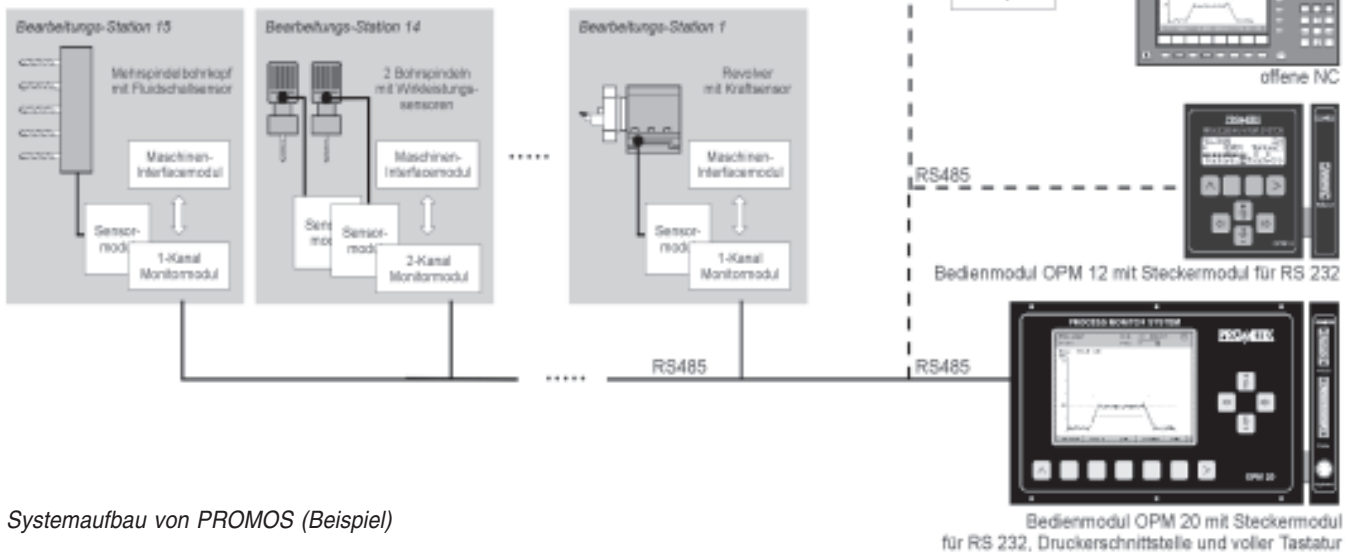 Bearbeitungs-Station 15
Mehrspindelbohrkopf
mit Fluidschallsensor
Maschinen-
Interfacemodul
Sensor-
1-Kanal
Monitormodul
Bearbeitungs-Station 14
2 Bohrspindeln
mit Wirkleistungs-
sensoren
Maschinen-
Interfacemodul
Sensor-
2-Kanal
Monitormodul
Bearbeitungs-Station 1
Revolver
mit Kraftsensor
Maschinen-
Interfacemodul
Sensor-
1-Kanal
Monitormodul
RS485
offene NC
RS485
Bedienmodul OPM 12 mit Steckermodul für RS 232
RS485
PROCESS MONITOR SYSTEM
OPM 20
Bedienmodul OPM 20 mit Steckermodul
für RS 232, Druckerschnittstelle und voller Tastatur
Systemaufbau von PROMOS (Beispiel)